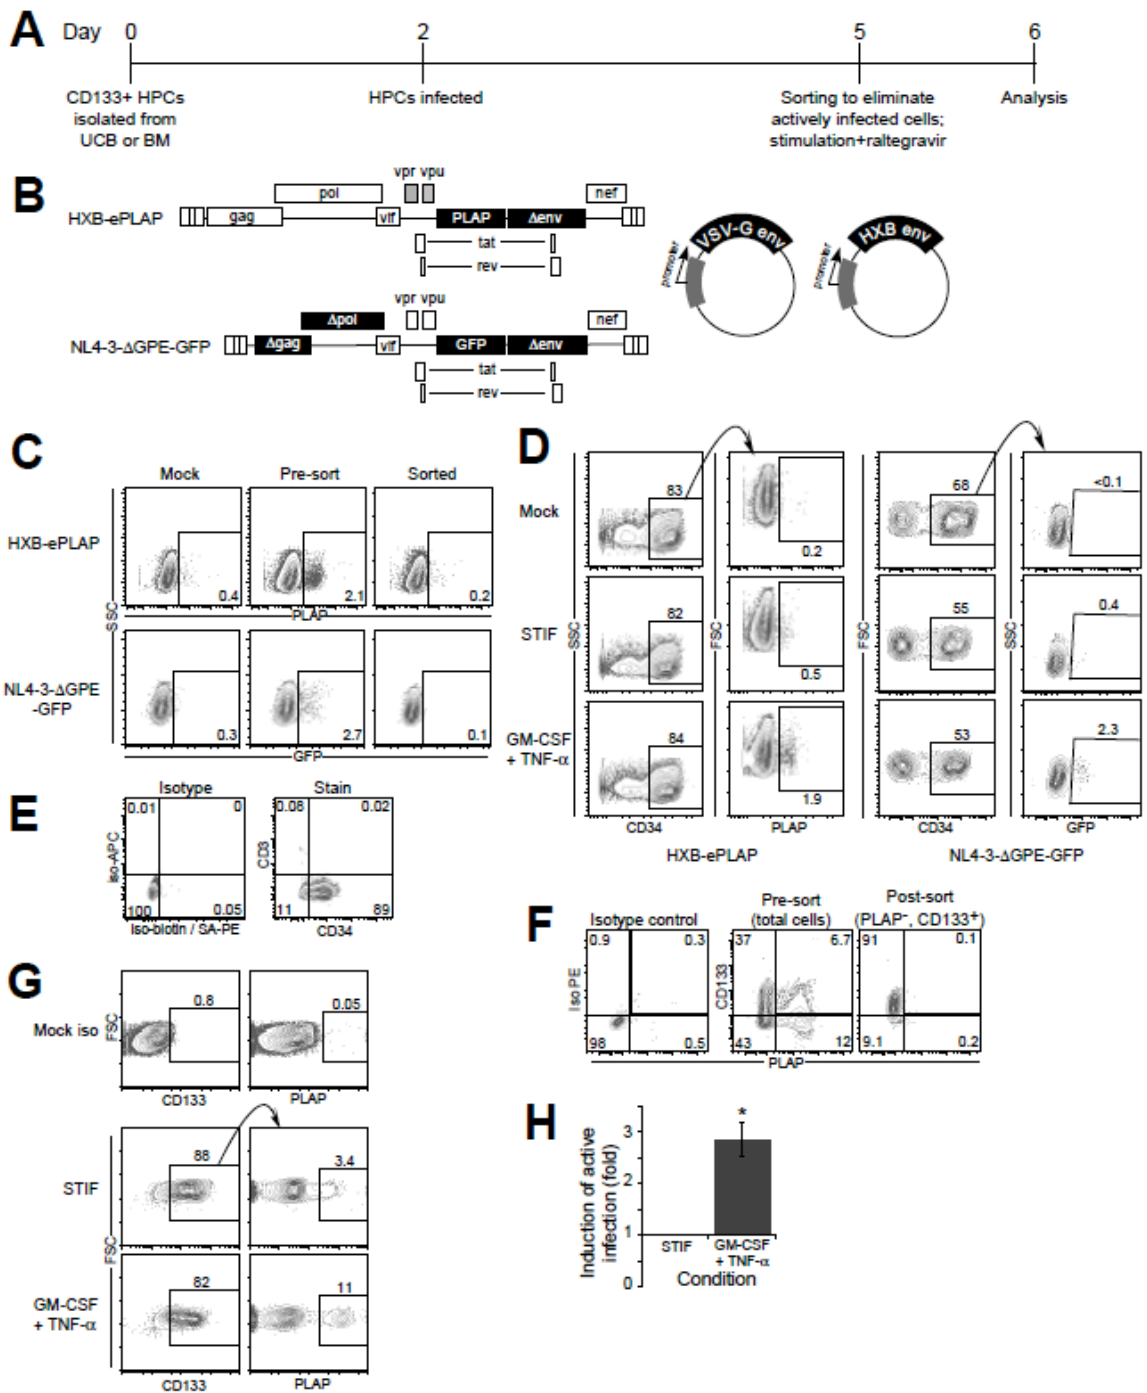 A
Day 0 2 5 6
CD133+ HPCs
isolated from
UCB or BM
HPCs infected
Sorting to eliminate
actively infected cells;
stimulation+raltegravir
Analysis
B
HXB-ePLAP
gag
pol
vif
vpr vpu
PLAP
Δenv
nef
tat
rev
NL4-3-ΔGPE-GFP
Δgag
Δpol
vif
vpr vpu
GFP
Δenv
nef
tat
rev
promoter
VSV-G env
promoter
HXB env
C
Mock Pre-sort Sorted
HXB-ePLAP
0.4 2.1 0.2
PLAP
SSC
NL4-3-ΔGPE
-GFP
0.3 2.7 0.1
GFP
D
Mock
83
0.2
68
<0.1
STIF
82
0.5
55
0.4
GM-CSF
+ TNF-α
84
1.9
53
2.3
SSC
FSC
FSC
SSC
CD34 PLAP CD34 GFP
HXB-ePLAP NL4-3-ΔGPE-GFP
E
Isotype Stain
0.01 0
100 0.05
iso-APC
Iso-biotin / SA-PE
0.08 0.02
11 89
CD3
CD34
F
Isotype control
Pre-sort
(total cells)
Post-sort
(PLAP⁻, CD133⁺)
0.9 0.3
98 0.5
Iso PE
37 6.7
43 12
CD133
91 0.1
9.1 0.2
PLAP
G
Mock iso
0.8 0.05
FSC
CD133 PLAP
STIF
88 3.4
FSC
GM-CSF
+ TNF-α
82 11
CD133 PLAP
H
Induction of active
infection (fold)
3
2
1
0
*
STIF
GM-CSF
+ TNF-α
Condition